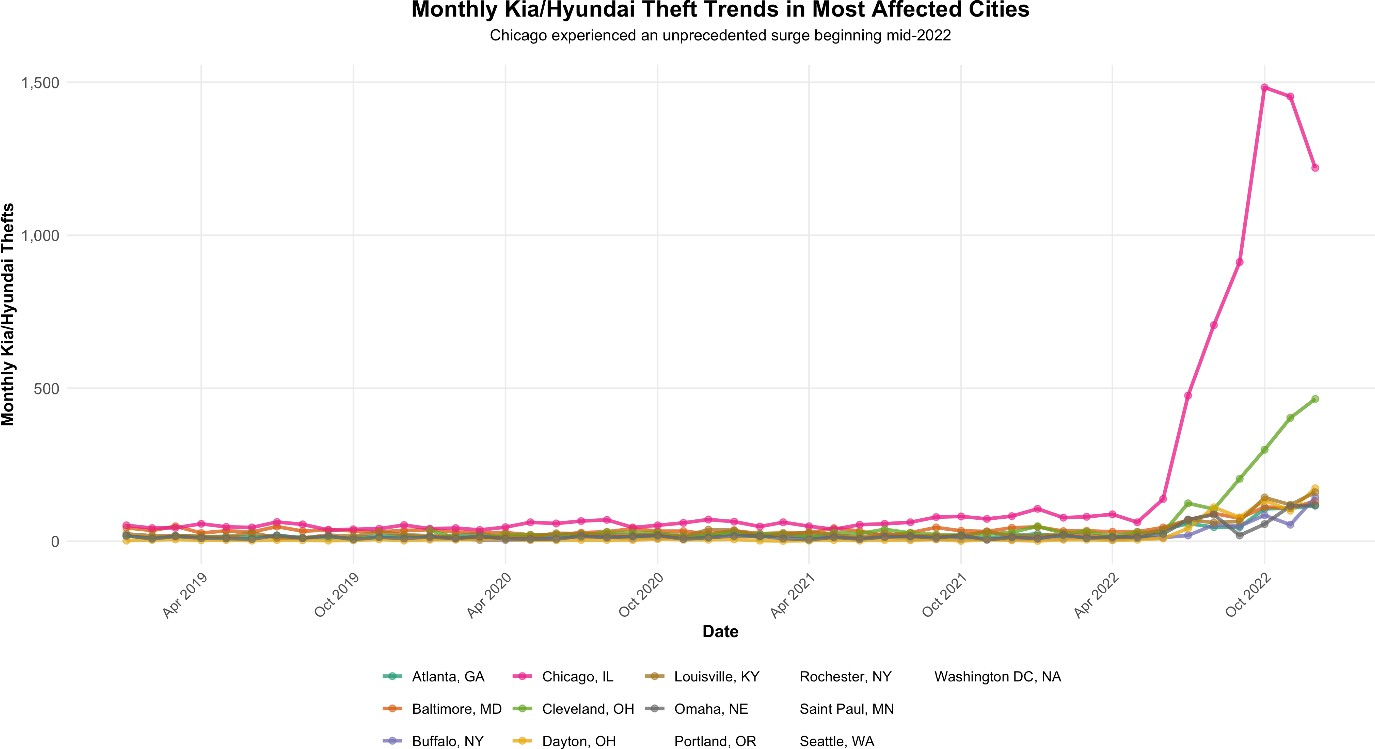 Monthly Kia/Hyundai Theft Trends in Most Affected Cities
Chicago experienced an unprecedented surge beginning mid-2022
Monthly Kia/Hyundai Thefts
1,500
1,000
500
0
Apr 2019
Oct 2019
Apr 2020
Oct 2020
Apr 2021
Oct 2021
Apr 2022
Oct 2022
Date
Atlanta, GA
Chicago, IL
Louisville, KY
Rochester, NY
Washington DC, NA
Baltimore, MD
Cleveland, OH
Omaha, NE
Saint Paul, MN
Buffalo, NY
Dayton, OH
Portland, OR
Seattle, WA